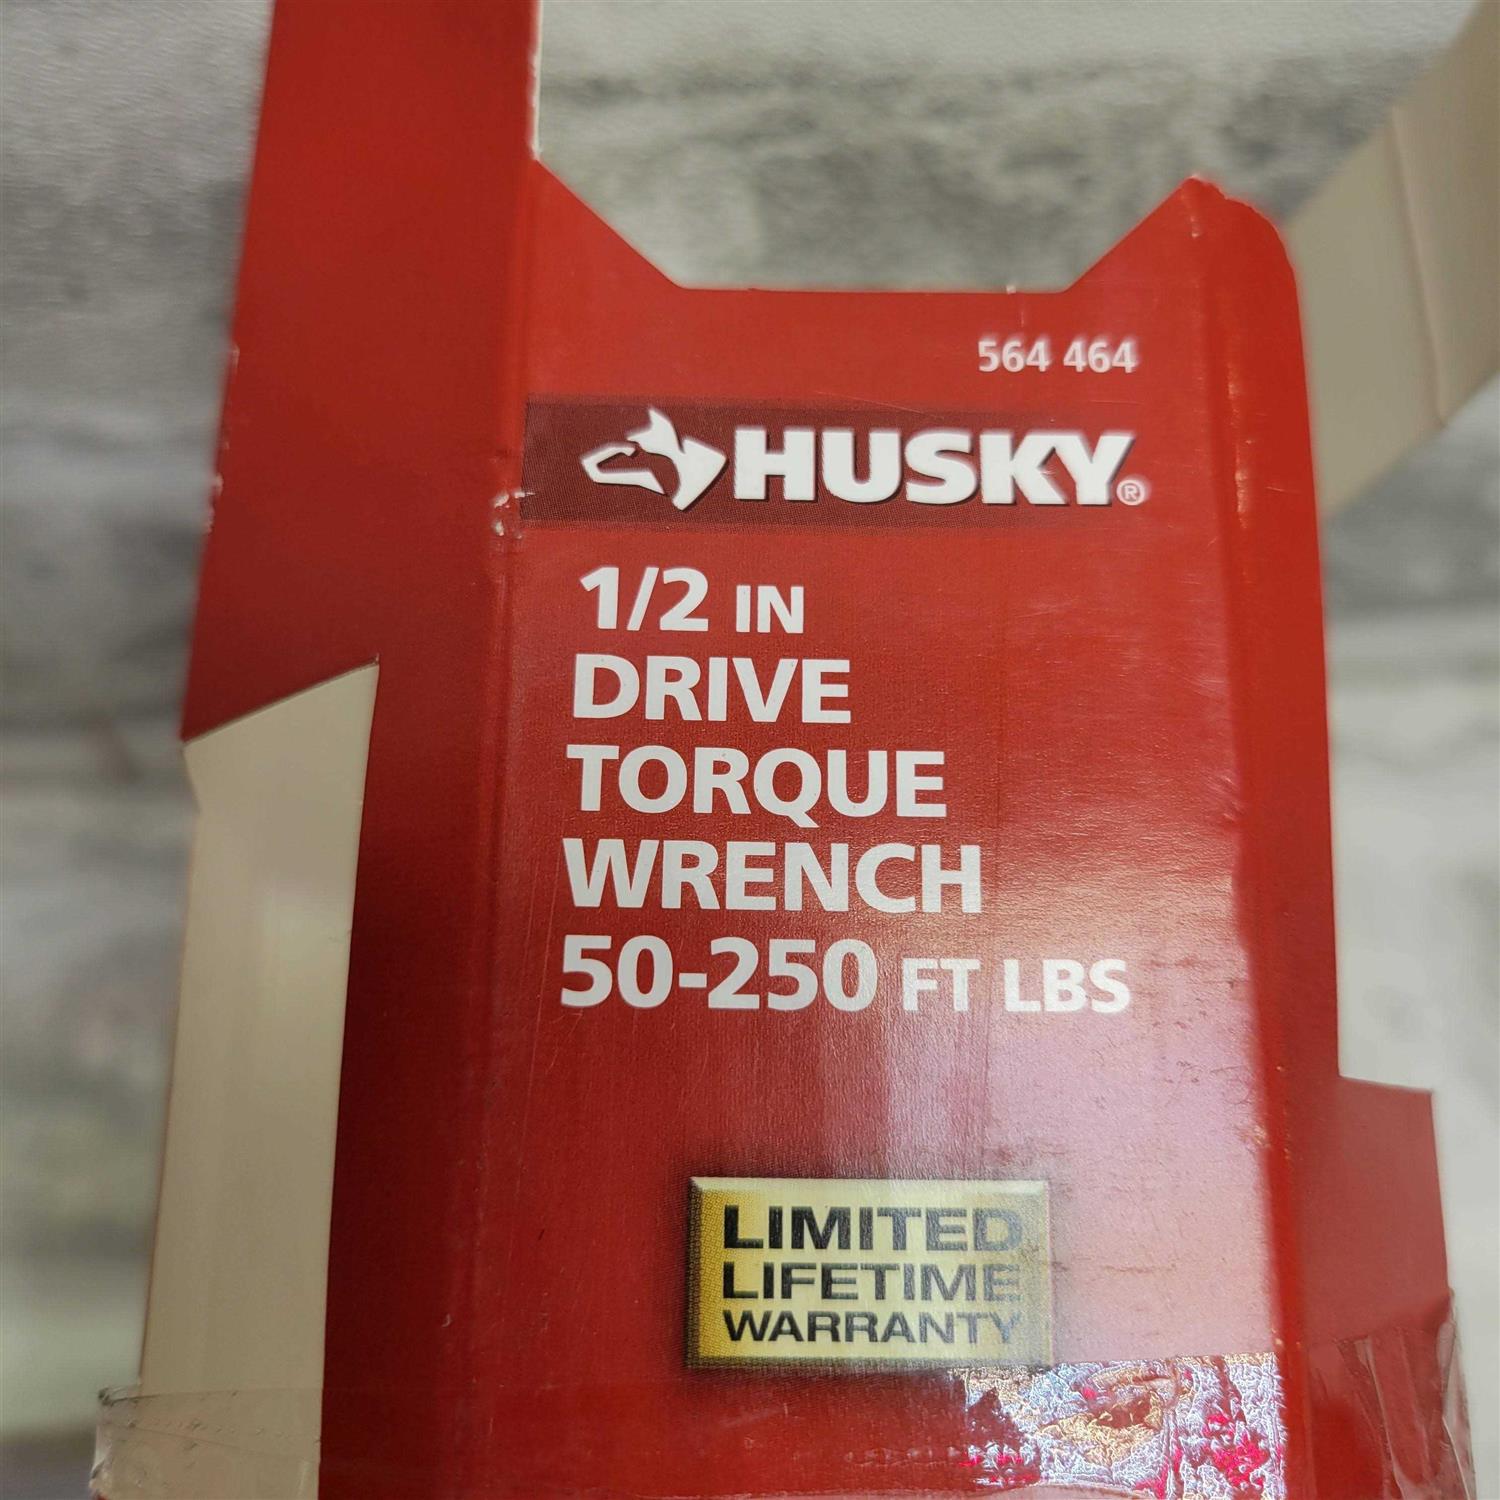 564 464
HUSKY®
1/2 IN
DRIVE
TORQUE
WRENCH
50-250 FT LBS
LIMITED
LIFETIME
WARRANTY